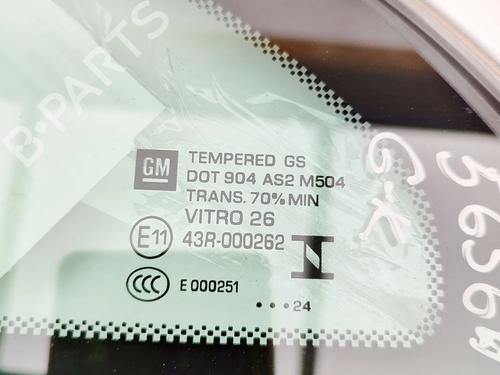 B-PARTS
GM
TEMPERED GS
DOT 904 AS2 M504
TRANS. 70% MIN
VITRO 26
E11 43R-000262
CCC E 000251
•••24
N
GK